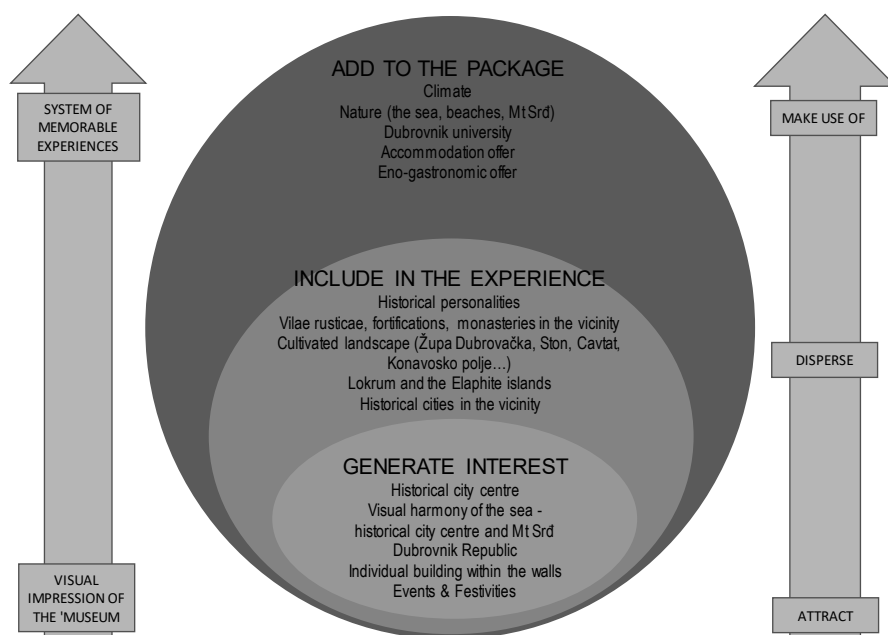 ADD TO THE PACKAGE
Climate
Nature (the sea, beaches, Mt Srđ)
Dubrovnik university
Accommodation offer
Eno-gastronomic offer
INCLUDE IN THE EXPERIENCE
Historical personalities
Vilae rusticae, fortifications, monasteries in the vicinity
Cultivated landscape (Župa Dubrovačka, Ston, Cavtat,
Konavosko polje...)
Lokrum and the Elaphite islands
Historical cities in the vicinity
GENERATE INTEREST
Historical city centre
Visual harmony of the sea -
historical city centre and Mt Srđ
Dubrovnik Republic
Individual building within the walls
Events & Festivities
SYSTEM OF
MEMORABLE
EXPERIENCES
VISUAL
IMPRESSION OF
THE 'MUSEUM
MAKE USE OF
DISPERSE
ATTRACT